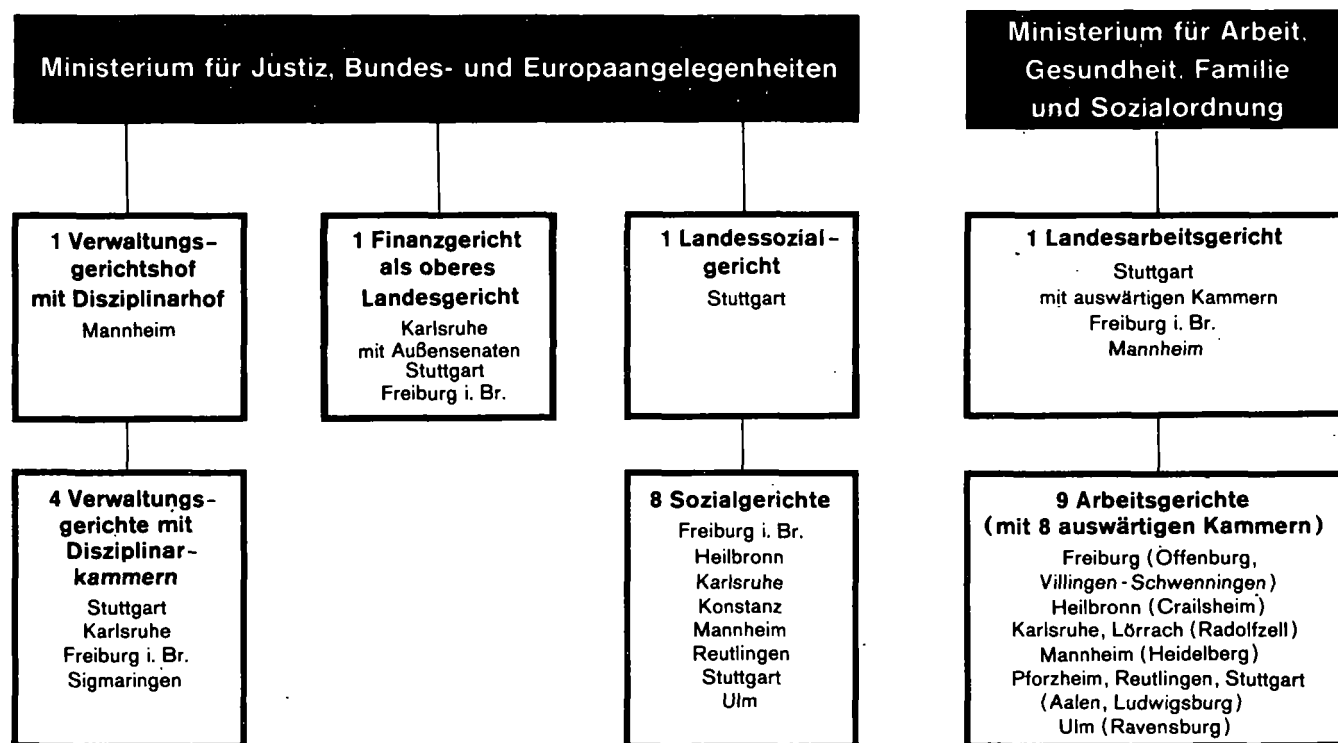 Ministerium für Justiz, Bundes- und Europaangelegenheiten
Ministerium für Arbeit,
Gesundheit, Familie
und Sozialordnung
1 Verwaltungs-
gerichtshof
mit Disziplinarhof
Mannheim
1 Finanzgericht
als oberes
Landesgericht
Karlsruhe
mit Außensenaten
Stuttgart
Freiburg i. Br.
1 Landessozial-
gericht
Stuttgart
1 Landesarbeitsgericht
Stuttgart
mit auswärtigen Kammern
Freiburg i. Br.
Mannheim
4 Verwaltungs-
gerichte mit
Disziplinar-
kammern
Stuttgart
Karlsruhe
Freiburg i. Br.
Sigmaringen
8 Sozialgerichte
Freiburg i. Br.
Heilbronn
Karlsruhe
Konstanz
Mannheim
Reutlingen
Stuttgart
Ulm
9 Arbeitsgerichte
(mit 8 auswärtigen Kammern)
Freiburg (Offenburg,
Villingen-Schwenningen)
Heilbronn (Crailsheim)
Karlsruhe, Lörrach (Radolfzell)
Mannheim (Heidelberg)
Pforzheim, Reutlingen, Stuttgart
(Aalen, Ludwigsburg)
Ulm (Ravensburg)